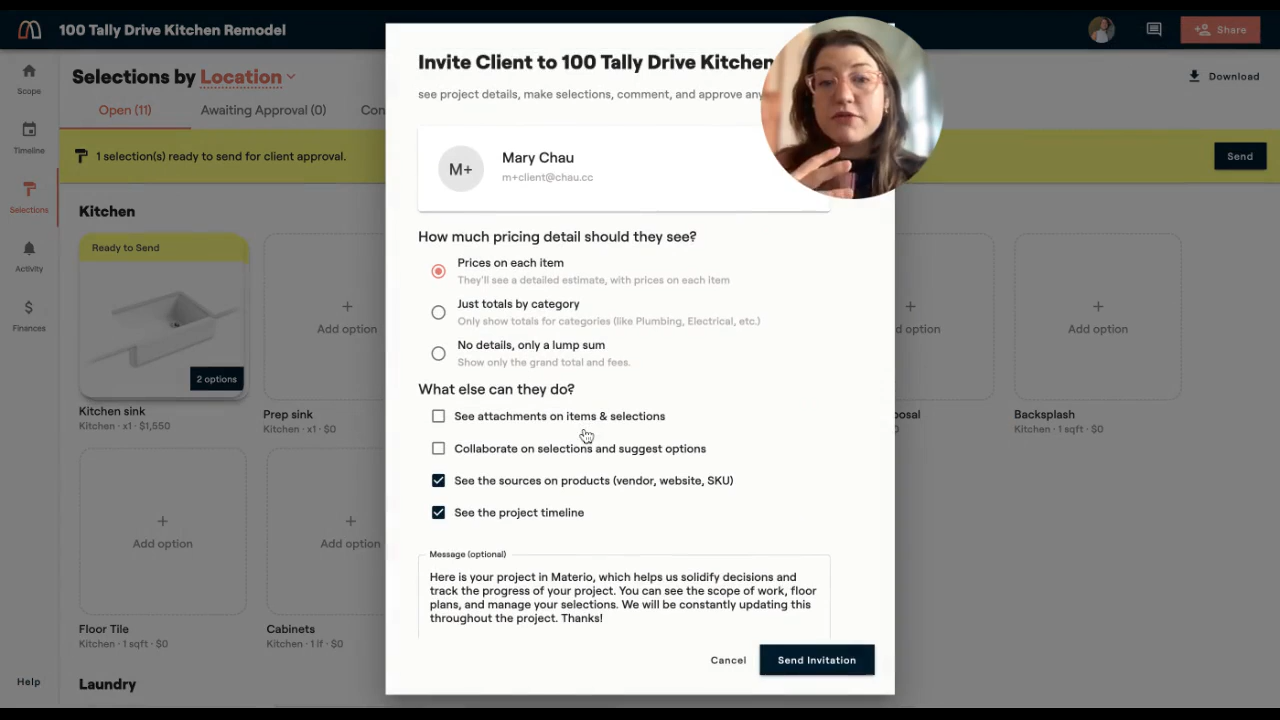 100 Tally Drive Kitchen Remodel
Share
Scope
Timeline
Selections
Activity
Finances
Help
Selections by Location
Download
Open (11)
Awaiting Approval (0)
Con
1 selection(s) ready to send for client approval.
Send
Kitchen
Ready to Send
2 options
Kitchen sink
Kitchen · x1 · $1,550
Add option
Prep sink
Kitchen · x1 · $0
option
posal
$0
Add option
Backsplash
Kitchen · 1 sqft · $0
Add option
Floor Tile
Kitchen · 1 sqft · $0
Add option
Cabinets
Kitchen · 1 lf · $0
Laundry
Invite Client to 100 Tally Drive Kitchen
see project details, make selections, comment, and approve any
M+
Mary Chau
m+client@chau.cc
How much pricing detail should they see?
Prices on each item
They'll see a detailed estimate, with prices on each item
Just totals by category
Only show totals for categories (like Plumbing, Electrical, etc.)
No details, only a lump sum
Show only the grand total and fees.
What else can they do?
See attachments on items & selections
Collaborate on selections and suggest options
See the sources on products (vendor, website, SKU)
See the project timeline
Message (optional)
Here is your project in Materio, which helps us solidify decisions and
track the progress of your project. You can see the scope of work, floor
plans, and manage your selections. We will be constantly updating this
throughout the project. Thanks!
Cancel
Send Invitation